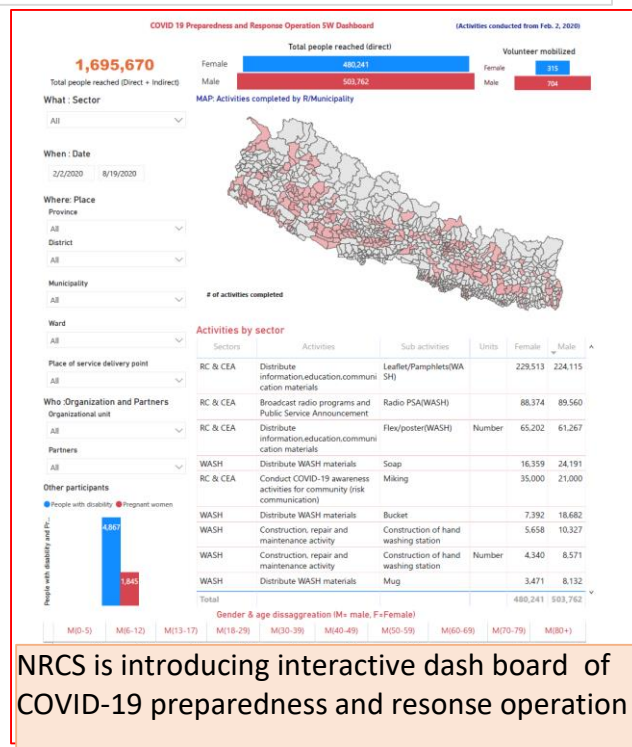 COVID 19 Preparedness and Response Operation 5W Dashboard
(Activities conducted from Feb. 2, 2020)
1,695,670
Total people reached (Direct + Indirect)
Total people reached (direct)
Female 480,241
Male 503,762
Volunteer mobilized
Female 315
Male 704
What : Sector
All
When : Date
2/2/2020 8/19/2020
Where: Place
Province
All
District
All
Municipality
All
Ward
All
Place of service delivery point
All
Who :Organization and Partners
Organizational unit
All
Partners
All
Other participants
People with disability Pregnant women
People with disability and Pr...
4,867
1,845
MAP: Activities completed by R/Municipality
# of activities completed
Activities by sector
Sectors Activities Sub activities Units Female Male
RC & CEA Distribute Leaflet/Pamphlets(WA 229,513 224,115
information,education,communi SH)
cation materials
RC & CEA Broadcast radio programs and Radio PSA(WASH) 88,374 89,560
Public Service Announcement
RC & CEA Distribute Flex/poster(WASH) Number 65,202 61,267
information,education,communi
cation materials
WASH Distribute WASH materials Soap 16,359 24,191
RC & CEA Conduct COVID-19 awareness Miking 35,000 21,000
activities for community (risk
communication)
WASH Distribute WASH materials Bucket 7,392 18,682
WASH Construction, repair and Construction of hand 5,658 10,327
maintenance activity washing station
WASH Construction, repair and Construction of hand Number 4,340 8,571
maintenance activity washing station
WASH Distribute WASH materials Mug 3,471 8,132
Total 480,241 503,762
Gender & age dissaggreation (M= male, F=Female)
M(0-5) M(6-12) M(13-17) M(18-29) M(30-39) M(40-49) M(50-59) M(60-69) M(70-79) M(80+)
NRCS is introducing interactive dash board of
COVID-19 preparedness and resonse operation